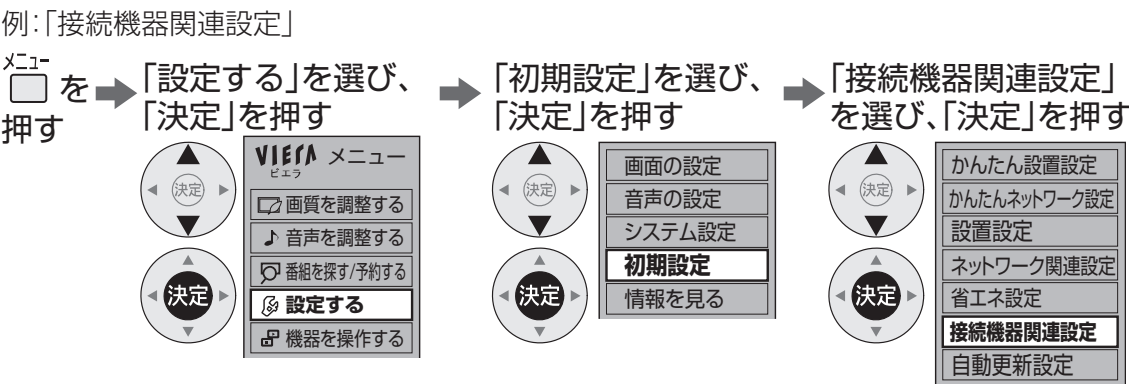 例:「接続機器関連設定」
メニュー
を
押す
「設定する」を選び、
「決定」を押す
決定
決定
VIERA メニュー
ビエラ
画質を調整する
音声を調整する
番組を探す/予約する
設定する
機器を操作する
「初期設定」を選び、
「決定」を押す
決定
決定
画面の設定
音声の設定
システム設定
初期設定
情報を見る
「接続機器関連設定」
を選び、「決定」を押す
決定
決定
かんたん設置設定
かんたんネットワーク設定
設置設定
ネットワーク関連設定
省エネ設定
接続機器関連設定
自動更新設定